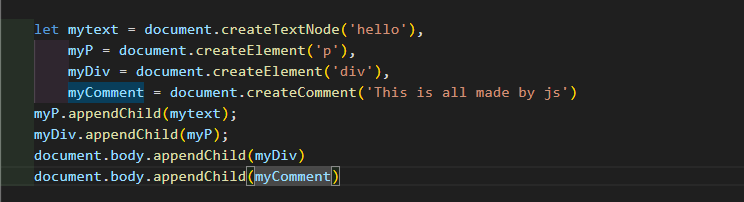 let mytext = document.createTextNode('hello'),
myP = document.createElement('p'),
myDiv = document.createElement('div'),
myComment = document.createComment('This is all made by js')
myP.appendChild(mytext);
myDiv.appendChild(myP);
document.body.appendChild(myDiv)
document.body.appendChild(myComment)